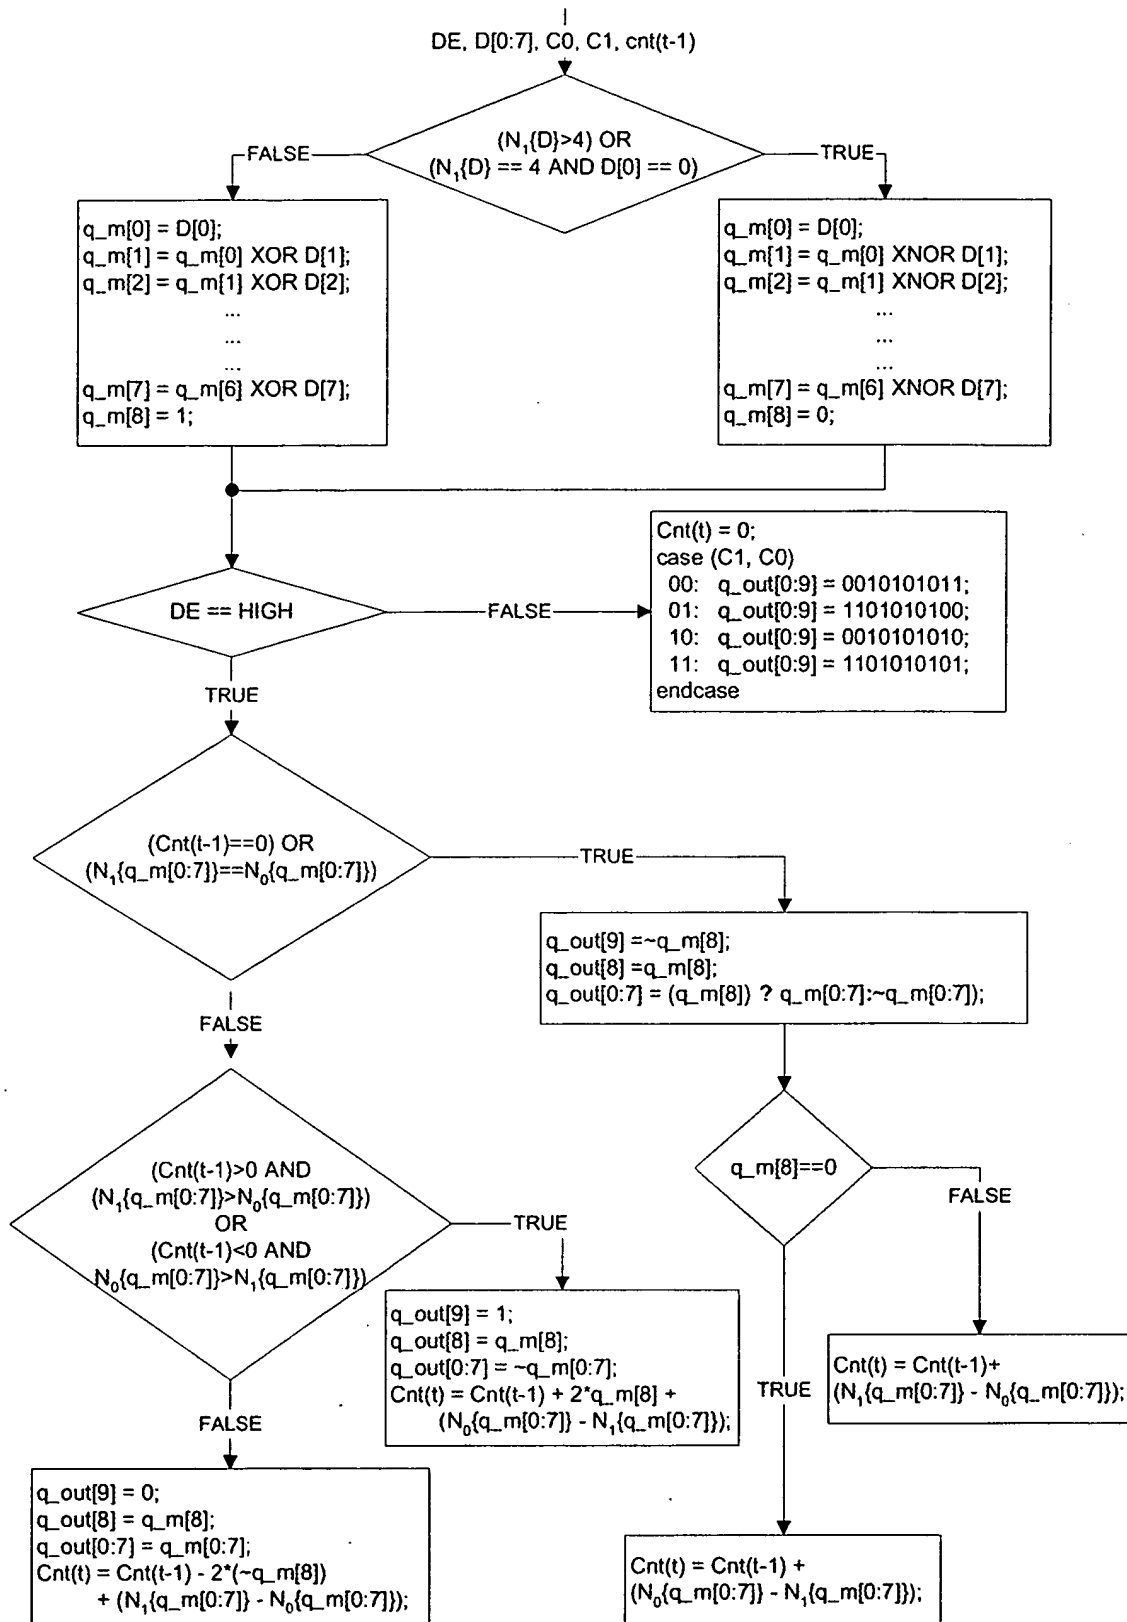 DE, D[0:7], C0, C1, cnt(t-1)
(N₁{D}>4) OR
(N₁{D} == 4 AND D[0] == 0)
FALSE
TRUE
q_m[0] = D[0];
q_m[1] = q_m[0] XOR D[1];
q_m[2] = q_m[1] XOR D[2];
...
...
...
q_m[7] = q_m[6] XOR D[7];
q_m[8] = 1;
q_m[0] = D[0];
q_m[1] = q_m[0] XNOR D[1];
q_m[2] = q_m[1] XNOR D[2];
...
...
...
q_m[7] = q_m[6] XNOR D[7];
q_m[8] = 0;
DE == HIGH
FALSE
Cnt(t) = 0;
case (C1, C0)
00: q_out[0:9] = 0010101011;
01: q_out[0:9] = 1101010100;
10: q_out[0:9] = 0010101010;
11: q_out[0:9] = 1101010101;
endcase
TRUE
(Cnt(t-1)==0) OR
(N₁{q_m[0:7]}==N₀{q_m[0:7]})
TRUE
q_out[9] =~q_m[8];
q_out[8] =q_m[8];
q_out[0:7] = (q_m[8]) ? q_m[0:7]:~q_m[0:7]);
FALSE
(Cnt(t-1)>0 AND
(N₁{q_m[0:7]}>N₀{q_m[0:7]})
OR
(Cnt(t-1)<0 AND
N₀{q_m[0:7]}>N₁{q_m[0:7]})
TRUE
q_m[8]==0
FALSE
q_out[9] = 1;
q_out[8] = q_m[8];
q_out[0:7] = ~q_m[0:7];
Cnt(t) = Cnt(t-1) + 2*q_m[8] +
(N₀{q_m[0:7]} - N₁{q_m[0:7]});
TRUE
Cnt(t) = Cnt(t-1)+
(N₁{q_m[0:7]} - N₀{q_m[0:7]});
FALSE
q_out[9] = 0;
q_out[8] = q_m[8];
q_out[0:7] = q_m[0:7];
Cnt(t) = Cnt(t-1) - 2*(~q_m[8])
+ (N₁{q_m[0:7]} - N₀{q_m[0:7]});
Cnt(t) = Cnt(t-1) +
(N₀{q_m[0:7]} - N₁{q_m[0:7]});